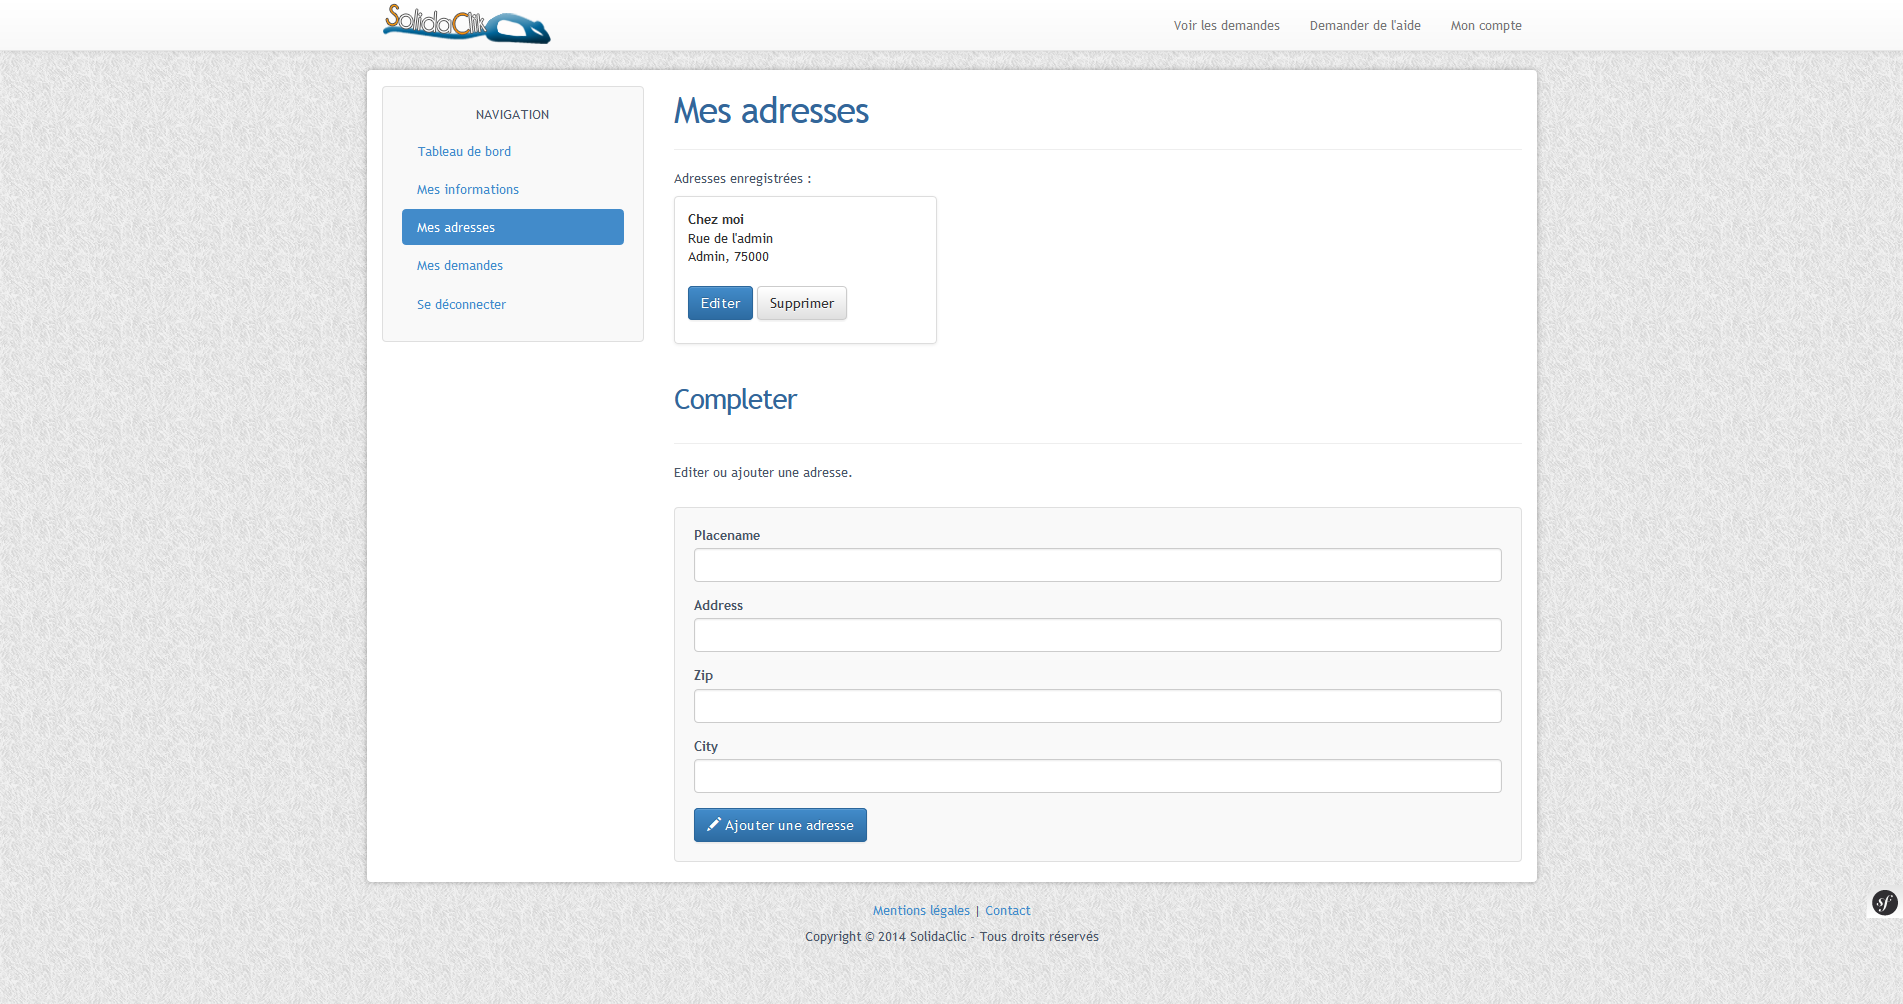 SolidaClik
Voir les demandes
Demander de l'aide
Mon compte
NAVIGATION
Tableau de bord
Mes informations
Mes adresses
Mes demandes
Se déconnecter
Mes adresses
Adresses enregistrées :
Chez moi
Rue de l'admin
Admin, 75000
Editer
Supprimer
Completer
Editer ou ajouter une adresse.
Placename
Address
Zip
City
Ajouter une adresse
Mentions légales | Contact
Copyright © 2014 SolidaClic - Tous droits réservés
sf